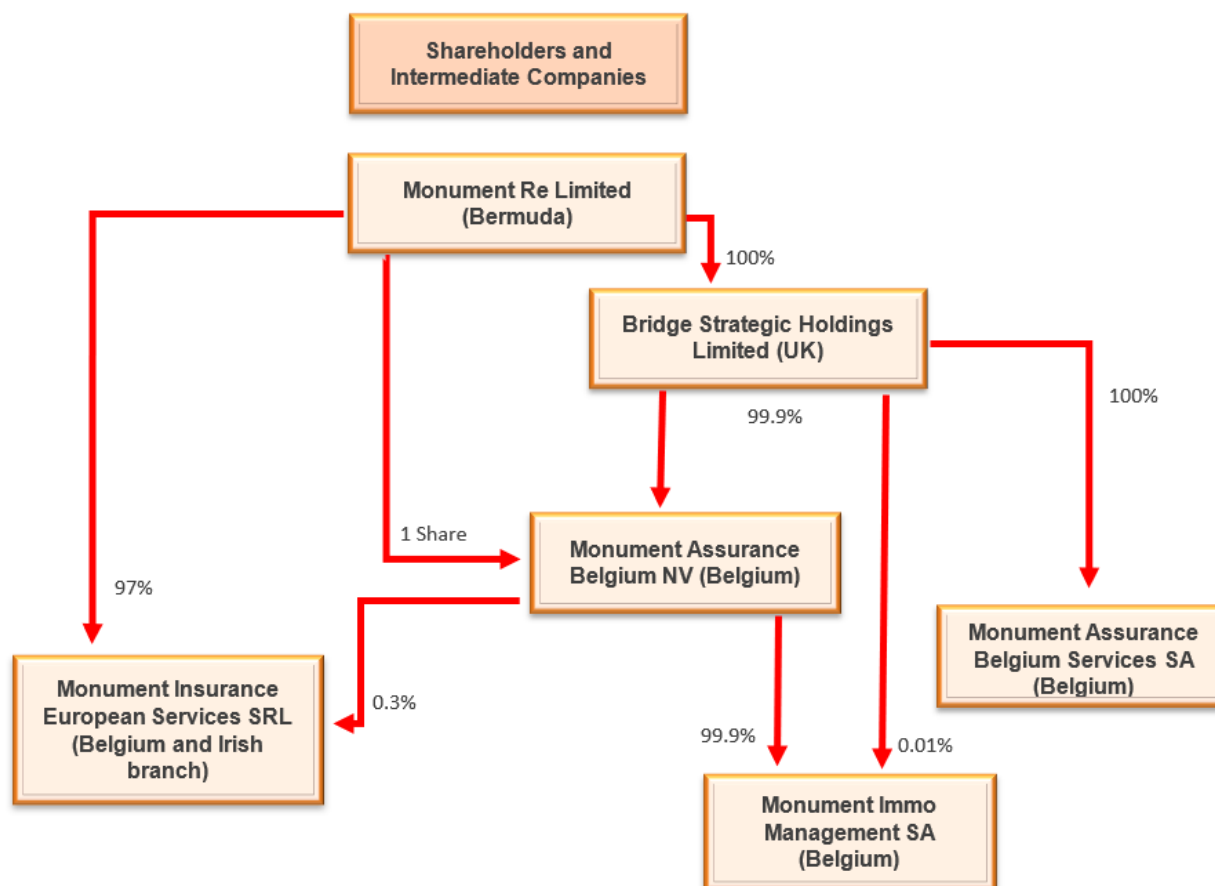 Shareholders and
Intermediate Companies
Monument Re Limited
(Bermuda)
100%
Bridge Strategic Holdings
Limited (UK)
99.9%
100%
1 Share
Monument Assurance
Belgium NV (Belgium)
97%
Monument Assurance
Belgium Services SA
(Belgium)
Monument Insurance
European Services SRL
(Belgium and Irish
branch)
0.3%
99.9%
0.01%
Monument Immo
Management SA
(Belgium)